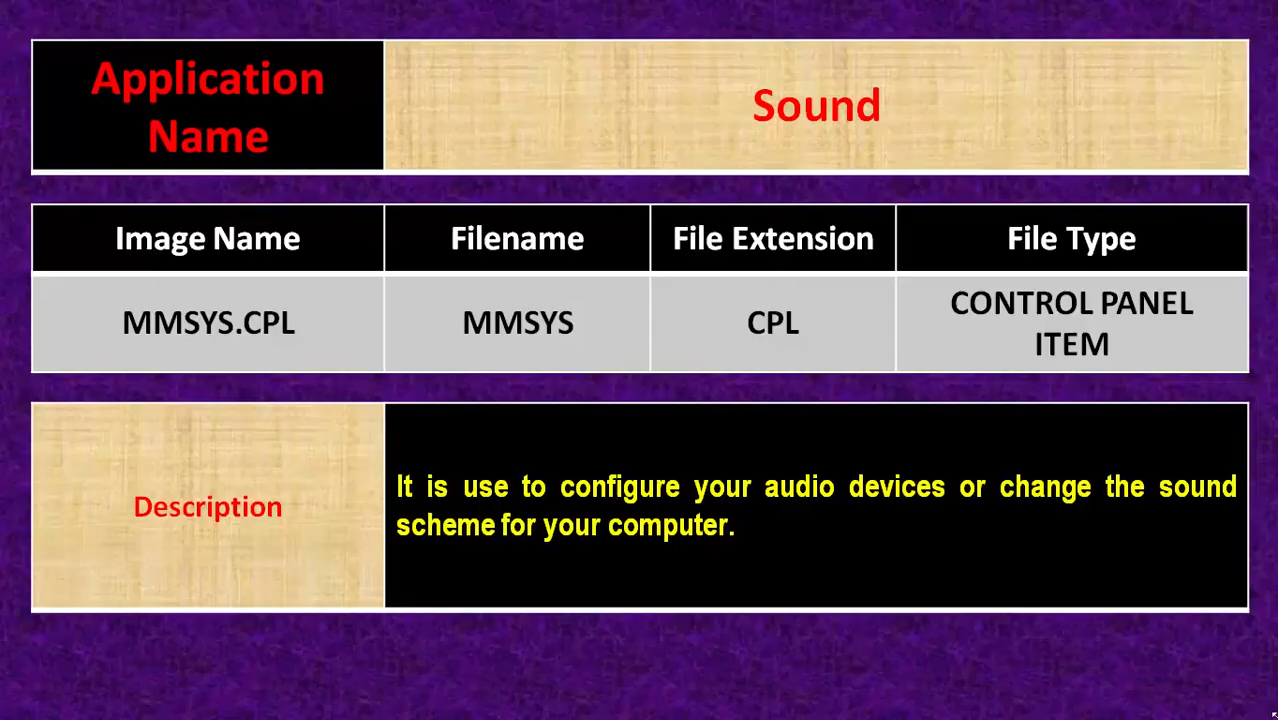 Application
Name
Sound
Image Name
Filename
File Extension
File Type
MMSYS.CPL
MMSYS
CPL
CONTROL PANEL
ITEM
Description
It is use to configure your audio devices or change the sound
scheme for your computer.